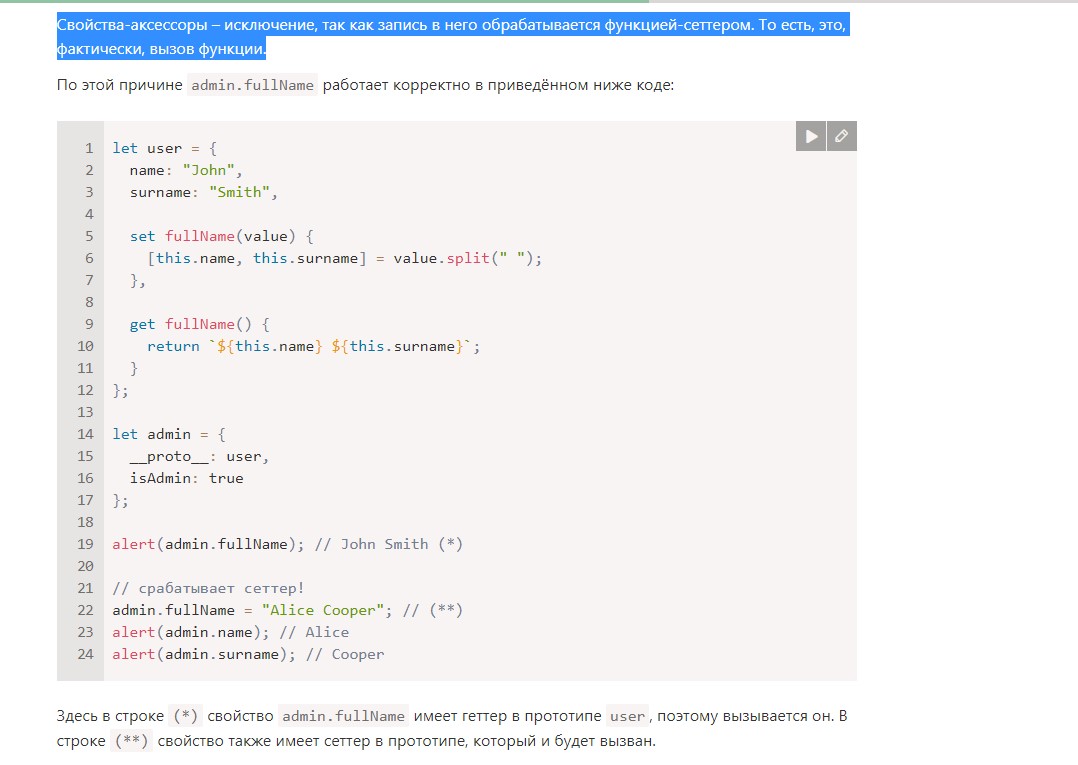 Свойства-аксессоры – исключение, так как запись в него обрабатывается функцией-сеттером. То есть, это,
фактически, вызов функции.
По этой причине admin.fullName работает корректно в приведённом ниже коде:
1 let user = {
2   name: "John",
3   surname: "Smith",
4
5   set fullName(value) {
6     [this.name, this.surname] = value.split(" ");
7   },
8
9   get fullName() {
10     return `${this.name} ${this.surname}`;
11   }
12 };
13
14 let admin = {
15   __proto__: user,
16   isAdmin: true
17 };
18
19 alert(admin.fullName); // John Smith (*)
20
21 // срабатывает сеттер!
22 admin.fullName = "Alice Cooper"; // (**)
23 alert(admin.name); // Alice
24 alert(admin.surname); // Cooper
Здесь в строке (*) свойство admin.fullName имеет геттер в прототипе user, поэтому вызывается он. В
строке (**) свойство также имеет сеттер в прототипе, который и будет вызван.